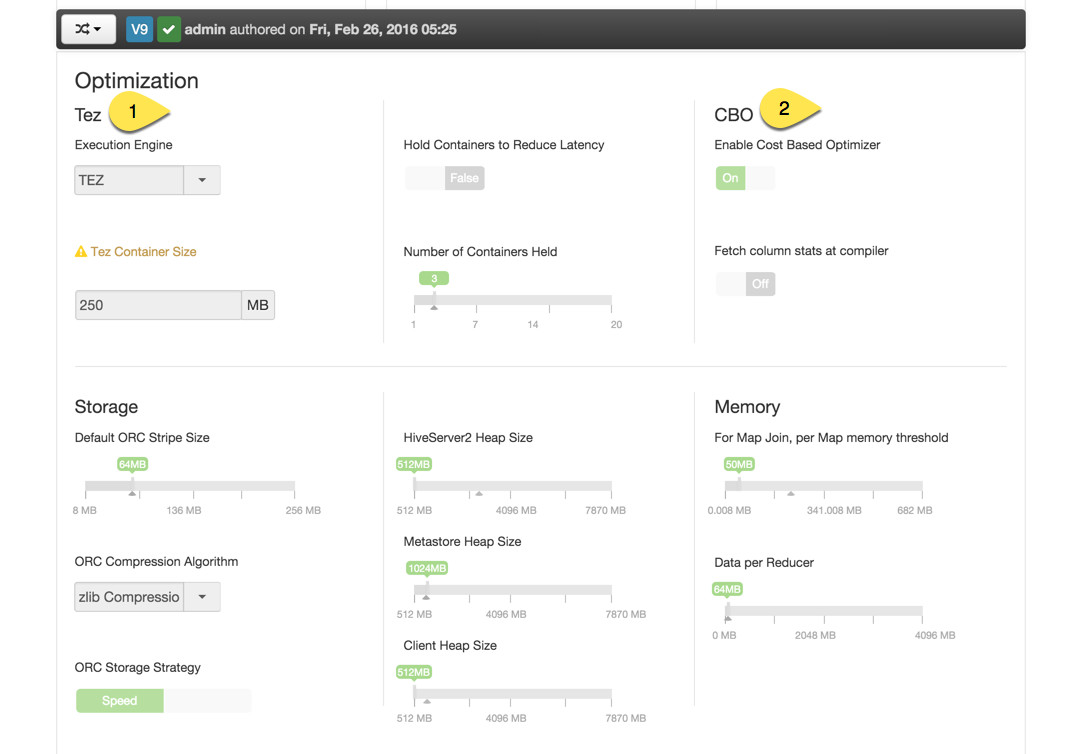 V9 admin authored on Fri, Feb 26, 2016 05:25
Optimization
Tez 1
Execution Engine
TEZ
Tez Container Size
250 MB
Hold Containers to Reduce Latency
False
Number of Containers Held
3
1 7 14 20
CBO 2
Enable Cost Based Optimizer
On
Fetch column stats at compiler
Off
Storage
Default ORC Stripe Size
64MB
8 MB 136 MB 256 MB
ORC Compression Algorithm
zlib Compressio
ORC Storage Strategy
Speed
HiveServer2 Heap Size
512MB
512 MB 4096 MB 7870 MB
Metastore Heap Size
1024MB
512 MB 4096 MB 7870 MB
Client Heap Size
512MB
512 MB 4096 MB 7870 MB
Memory
For Map Join, per Map memory threshold
50MB
0.008 MB 341.008 MB 682 MB
Data per Reducer
64MB
0 MB 2048 MB 4096 MB